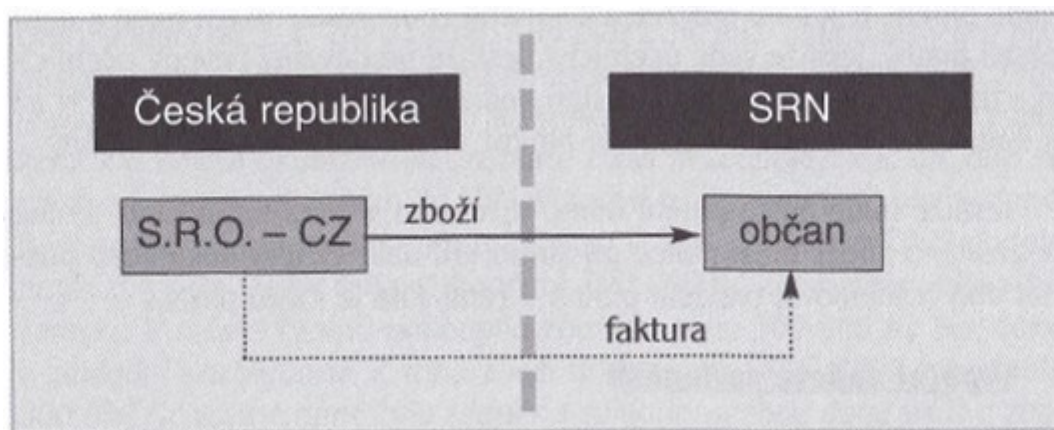 Česká republika
SRN
S.R.O. – CZ
zboží
občan
faktura